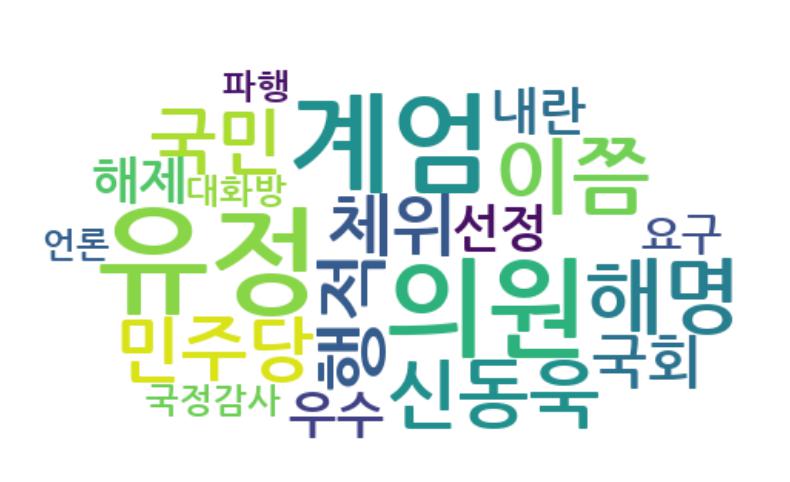 파행
계엄
내란
국민
이쯤
해제
대화방
체위
선정
요구
언론
유정
행적
의원
해명
민주당
국회
신동욱
국정감사
우수